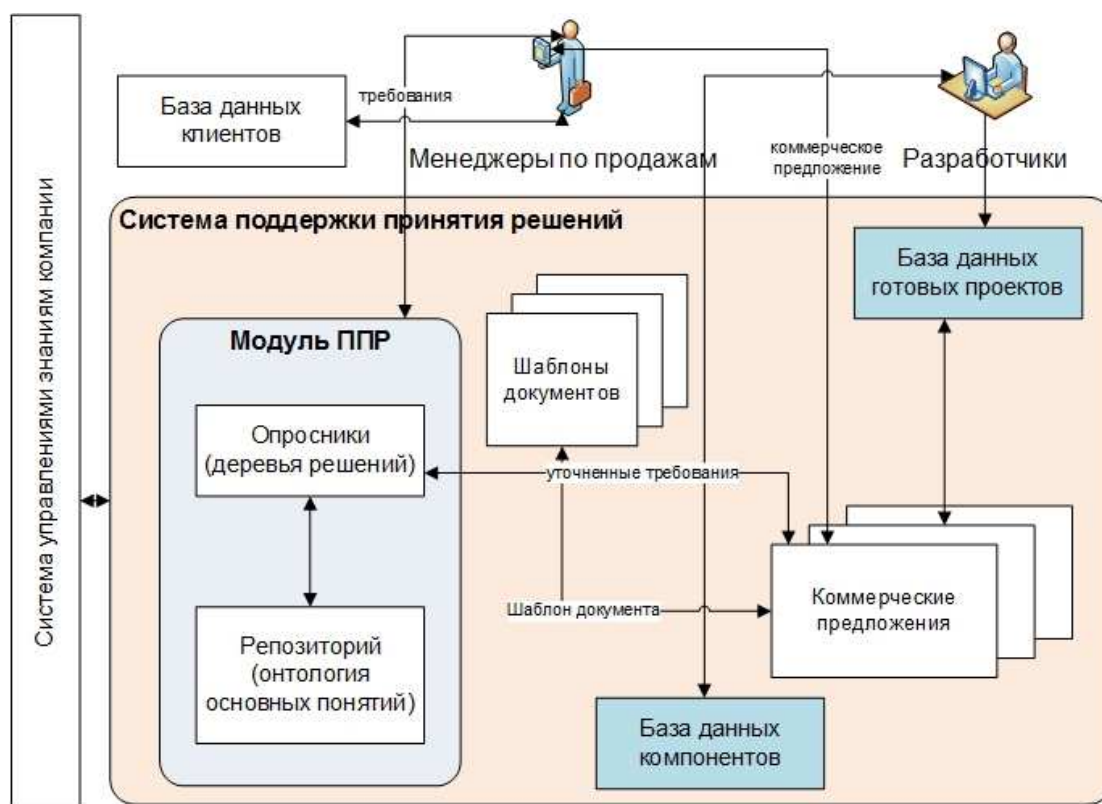 База данных
клиентов
требования
Менеджеры по продажам
коммерческое
предложение
Разработчики
Система управлениями знаниям компании
Система поддержки принятия решений
База данных
готовых проектов
Модуль ППР
Шаблоны
документов
Опросники
(деревья решений)
уточненные требования
Шаблон документа
Коммерческие
предложения
Репозиторий
(онтология
основных понятий)
База данных
компонентов